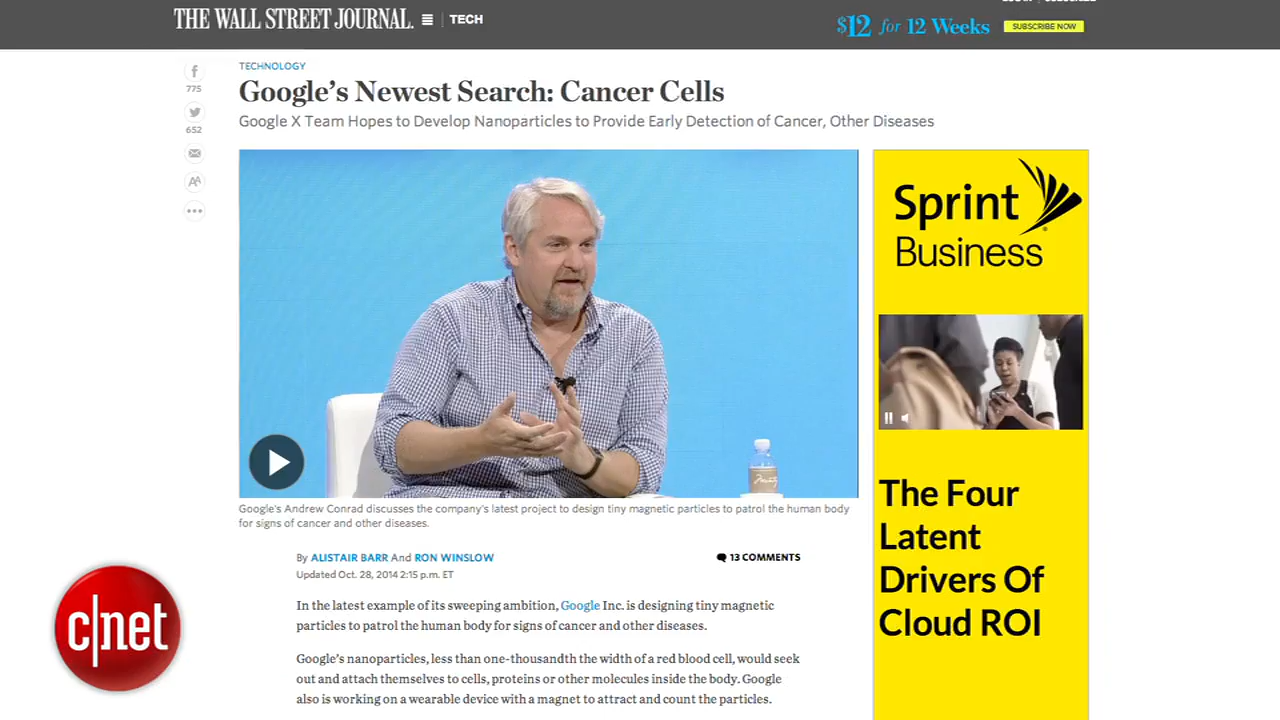 THE WALL STREET JOURNAL. TECH
$12 for 12 Weeks
SUBSCRIBE NOW
775
652
AA
TECHNOLOGY
Google's Newest Search: Cancer Cells
Google X Team Hopes to Develop Nanoparticles to Provide Early Detection of Cancer, Other Diseases
Google's Andrew Conrad discusses the company's latest project to design tiny magnetic particles to patrol the human body
for signs of cancer and other diseases.
By ALISTAIR BARR And RON WINSLOW
13 COMMENTS
Updated Oct. 28, 2014 2:15 p.m. ET
In the latest example of its sweeping ambition, Google Inc. is designing tiny magnetic
particles to patrol the human body for signs of cancer and other diseases.
Google's nanoparticles, less than one-thousandth the width of a red blood cell, would seek
out and attach themselves to cells, proteins or other molecules inside the body. Google
also is working on a wearable device with a magnet to attract and count the particles.
Sprint
Business
The Four
Latent
Drivers Of
Cloud ROI
c|net